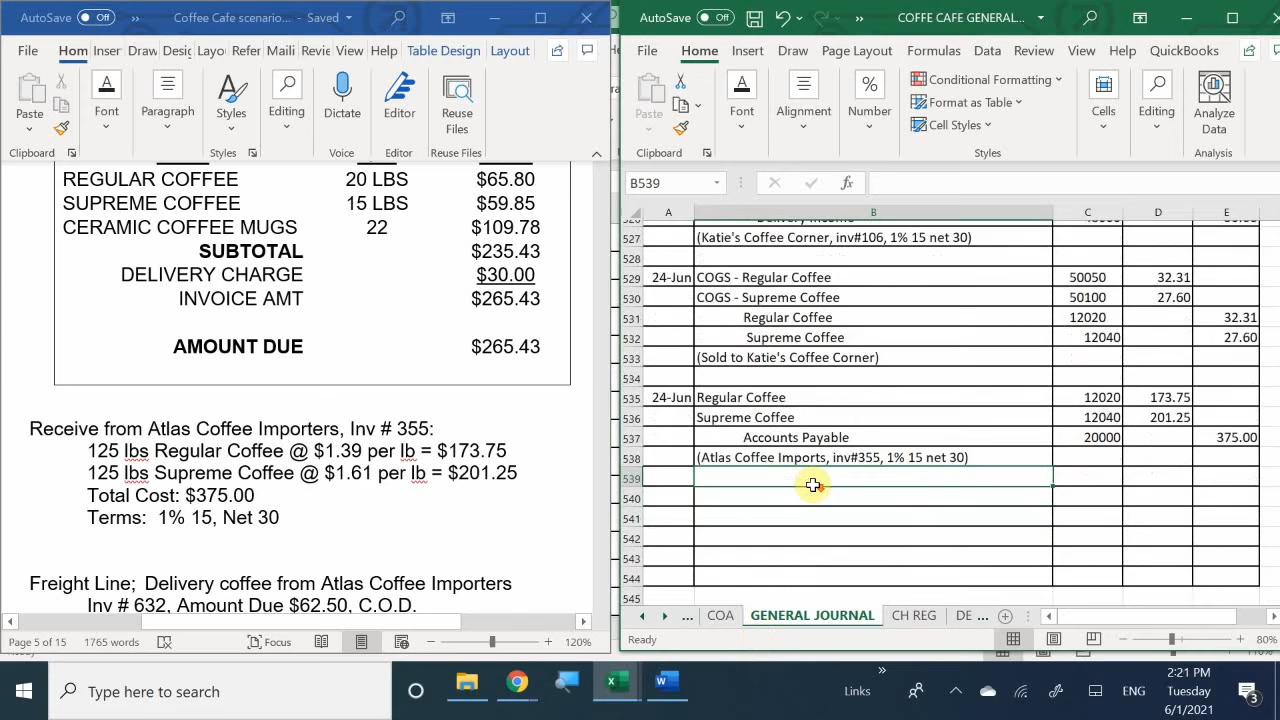 AutoSave Off Coffee Cafe scenario... - Saved
File Hom Inser Draw Desig Layo Refer Maili Revie View Help Table Design Layout
Paste Font Paragraph Styles Editing Dictate Editor Reuse Files
Clipboard Styles Voice Editor Reuse Files
REGULAR COFFEE 20 LBS $65.80
SUPREME COFFEE 15 LBS $59.85
CERAMIC COFFEE MUGS 22 $109.78
SUBTOTAL $235.43
DELIVERY CHARGE $30.00
INVOICE AMT $265.43
AMOUNT DUE $265.43
Receive from Atlas Coffee Importers, Inv # 355:
125 lbs Regular Coffee @ $1.39 per lb = $173.75
125 lbs Supreme Coffee @ $1.61 per lb = $201.25
Total Cost: $375.00
Terms: 1% 15, Net 30
Freight Line; Delivery coffee from Atlas Coffee Importers
Inv # 632, Amount Due $62.50, C.O.D.
Page 5 of 15 1765 words Focus 120%
AutoSave Off COFFE CAFE GENERAL...
File Home Insert Draw Page Layout Formulas Data Review View Help QuickBooks
Paste Font Alignment Number Conditional Formatting Cells Editing Analyze Data
Format as Table
Cell Styles
Clipboard Styles Analysis
B539 fx
A B C D E
527 (Katie's Coffee Corner, inv#106, 1% 15 net 30)
528
529 24-Jun COGS - Regular Coffee 50050 32.31
530 COGS - Supreme Coffee 50100 27.60
531 Regular Coffee 12020 32.31
532 Supreme Coffee 12040 27.60
533 (Sold to Katie's Coffee Corner)
534
535 24-Jun Regular Coffee 12020 173.75
536 Supreme Coffee 12040 201.25
537 Accounts Payable 20000 375.00
538 (Atlas Coffee Imports, inv#355, 1% 15 net 30)
539
540
541
542
543
544
545
... COA GENERAL JOURNAL CH REG DE ...
Ready 80%
Type here to search
Links ENG 2:21 PM
Tuesday
6/1/2021
3